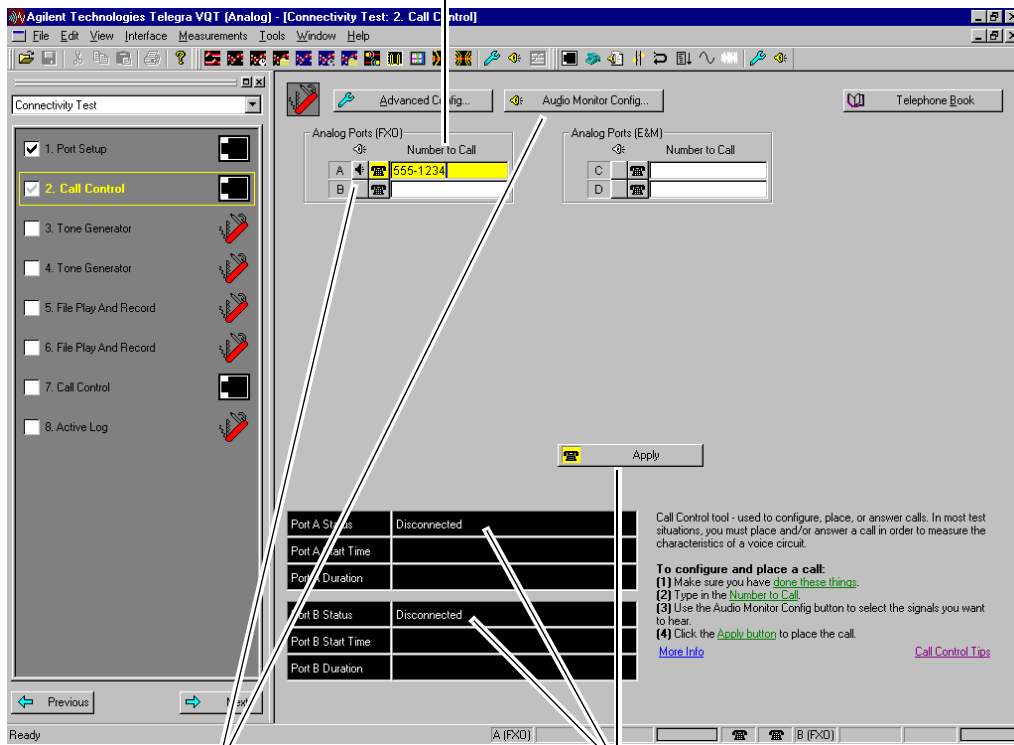 Agilent Technologies Telegra VQT (Analog) - [Connectivity Test: 2. Call Control]
File Edit View Interface Measurements Tools Window Help
Connectivity Test
Advanced Config...
Audio Monitor Config...
Telephone Book
1. Port Setup
2. Call Control
3. Tone Generator
4. Tone Generator
5. File Play And Record
6. File Play And Record
7. Call Control
8. Active Log
Analog Ports (FXO)
Number to Call
A 555-1234
B
Analog Ports (E&M)
Number to Call
C
D
Apply
Port A Status Disconnected
Port A Start Time
Port A Duration
Port B Status Disconnected
Port B Start Time
Port B Duration
Call Control tool - used to configure, place, or answer calls. In most test
situations, you must place and/or answer a call in order to measure the
characteristics of a voice circuit.
To configure and place a call:
(1) Make sure you have done these things.
(2) Type in the Number to Call.
(3) Use the Audio Monitor Config button to select the signals you want
to hear.
(4) Click the Apply button to place the call.
More Info
Call Control Tips
Previous
Next
Ready
A (FXO)
B (FXO)